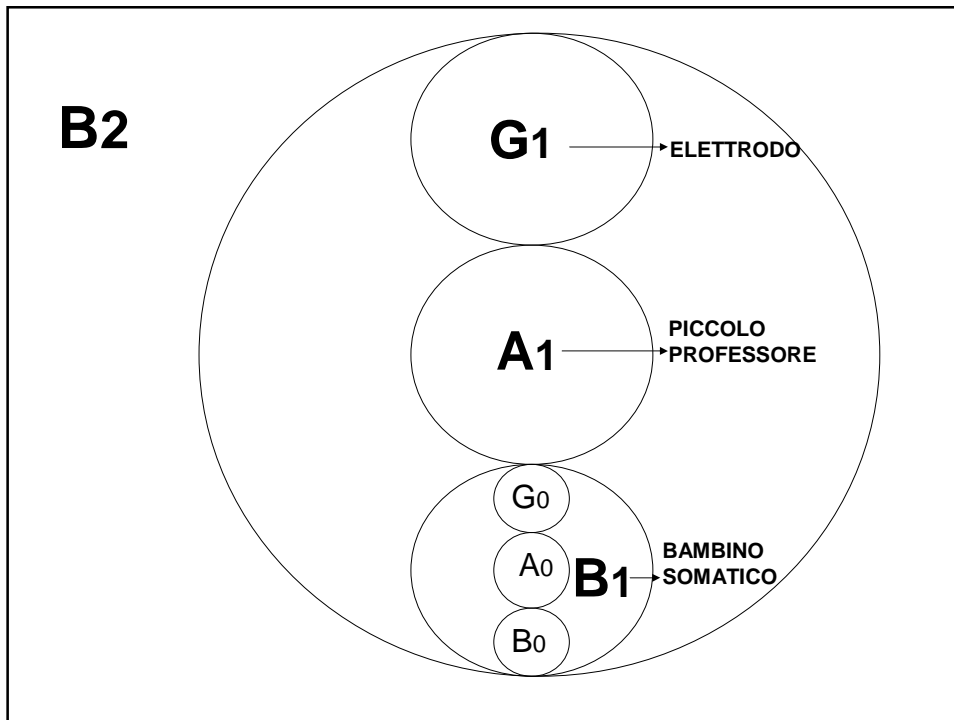 B2
G1
ELETTRODO
A1
PICCOLO
PROFESSORE
G0
A0
B1
BAMBINO
SOMATICO
B0